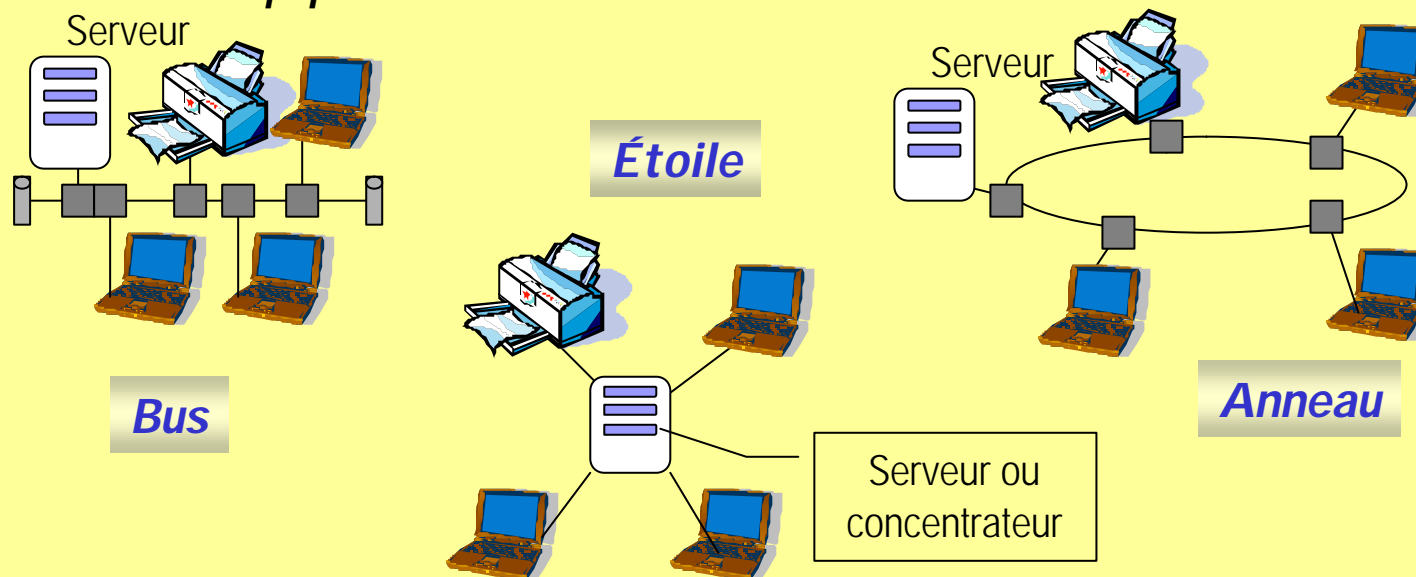 Serveur
Serveur
Étoile
Bus
Anneau
Serveur ou
concentrateur